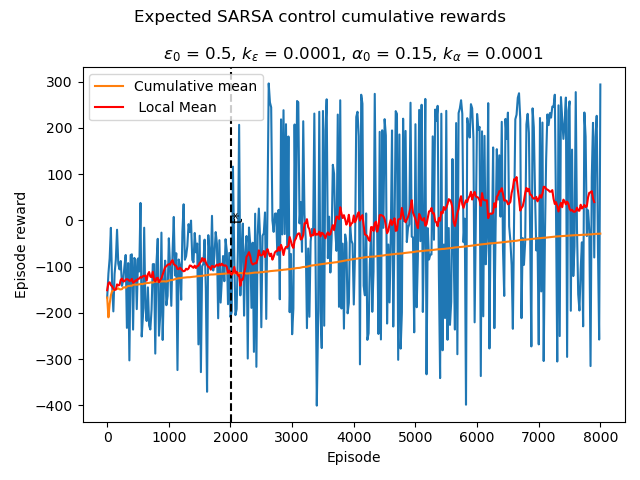 Expected SARSA control cumulative rewards
ε₀ = 0.5, k_ε = 0.0001, α₀ = 0.15, k_α = 0.0001
Cumulative mean
Local Mean
Episode reward
300
200
100
0
−100
−200
−300
−400
0
1000
2000
3000
4000
5000
6000
7000
8000
Episode